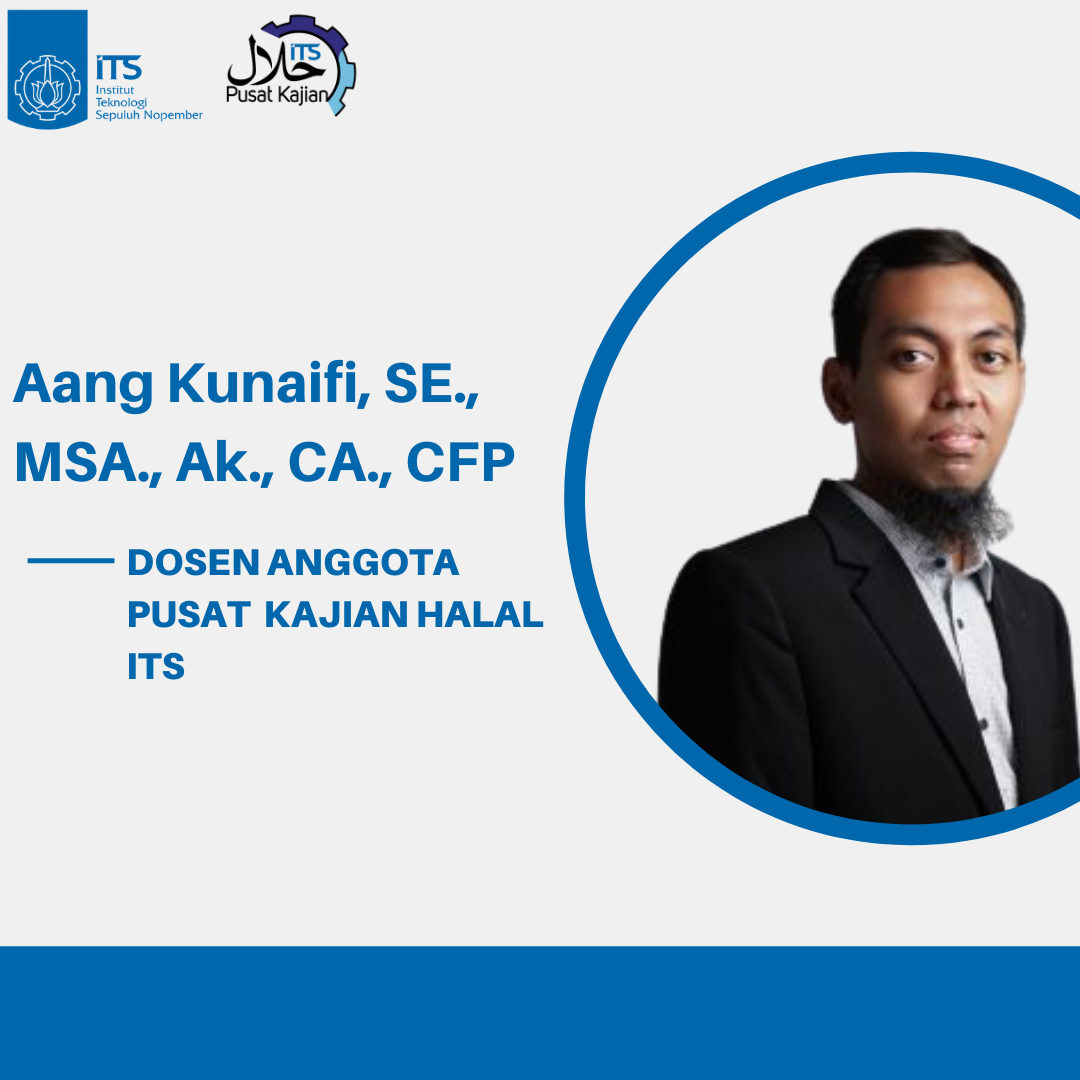 ITS
Institut
Teknologi
Sepuluh Nopember
حلال
ITS
Pusat Kajian
Aang Kunaifi, SE.,
MSA., Ak., CA., CFP
DOSEN ANGGOTA
PUSAT KAJIAN HALAL
ITS